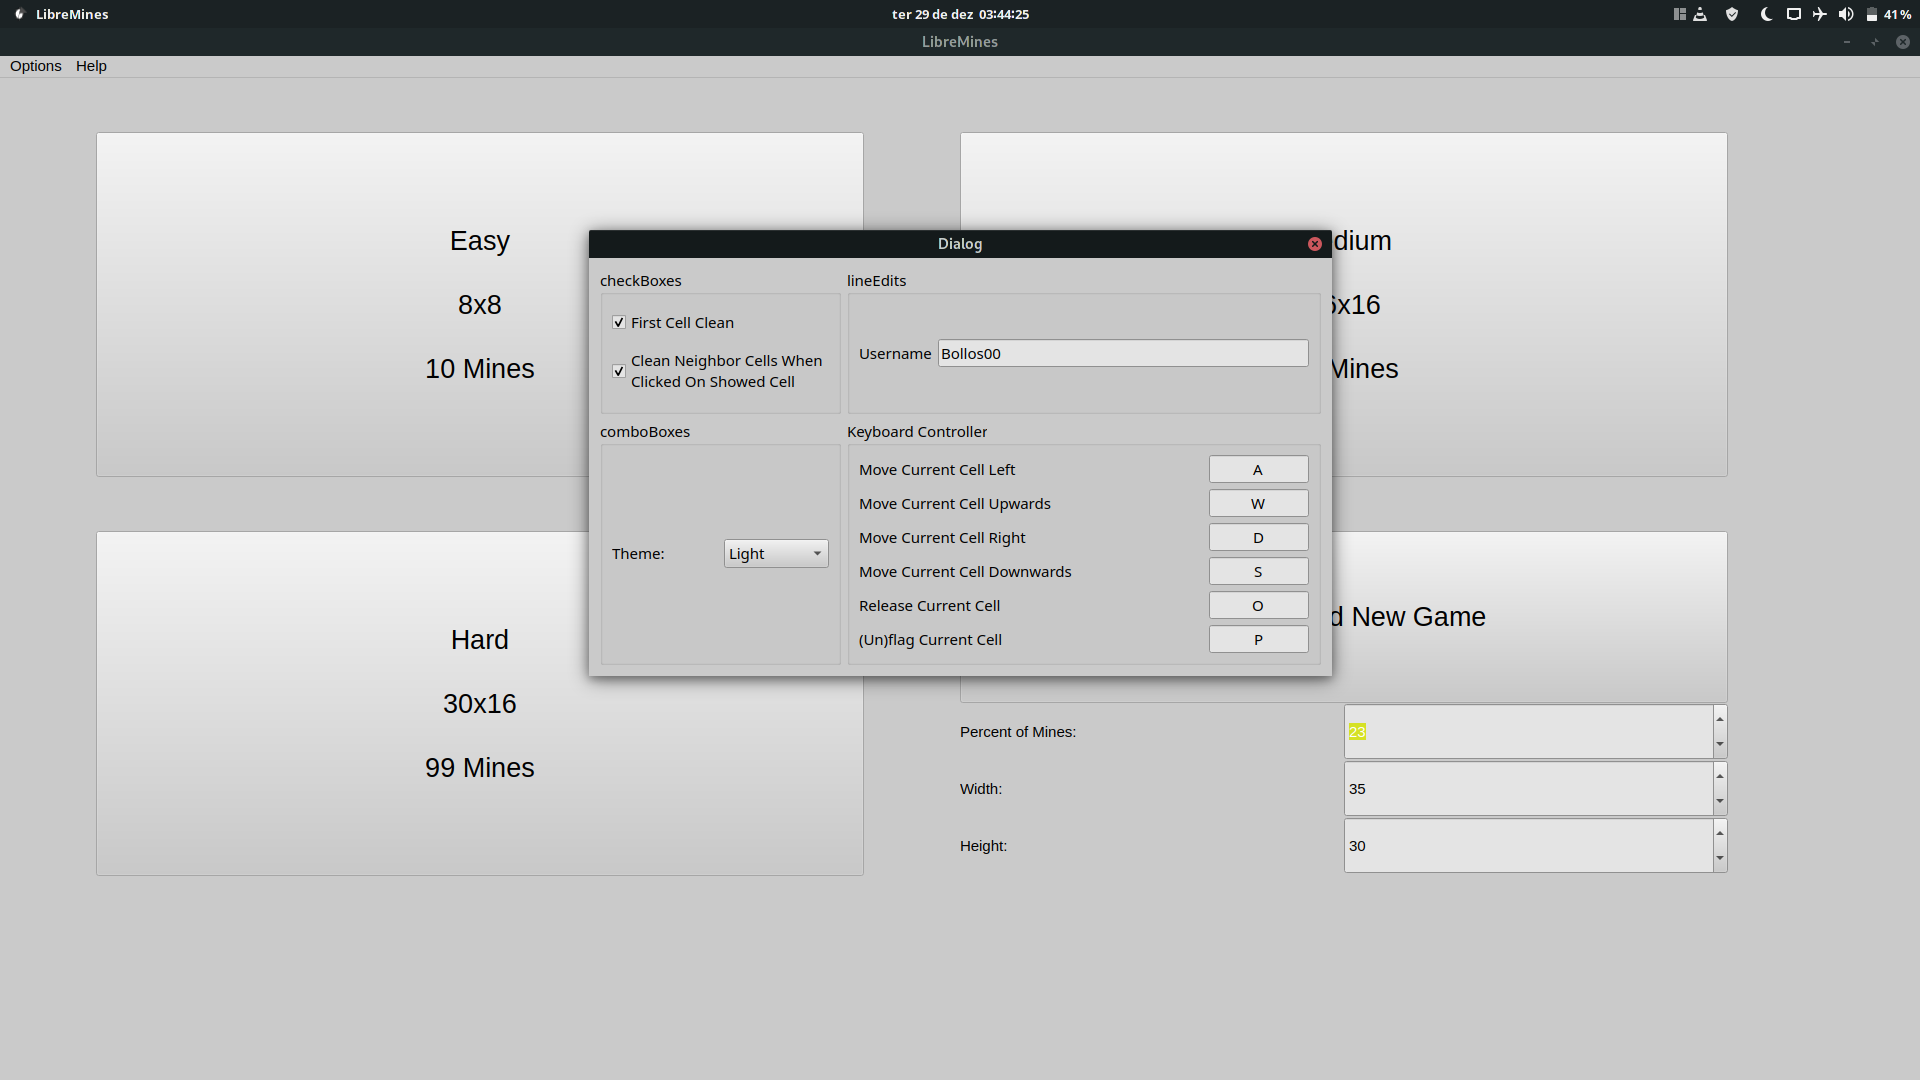 LibreMines
ter 29 de dez 03:44:25
41%
LibreMines
Options Help
Easy
8x8
10 Mines
dium
x16
Mines
Hard
30x16
99 Mines
d New Game
Percent of Mines:
23
Width:
35
Height:
30
Dialog
checkBoxes
First Cell Clean
Clean Neighbor Cells When
Clicked On Showed Cell
lineEdits
Username Bollos00
comboBoxes
Theme: Light
Keyboard Controller
Move Current Cell Left A
Move Current Cell Upwards W
Move Current Cell Right D
Move Current Cell Downwards S
Release Current Cell O
(Un)flag Current Cell P